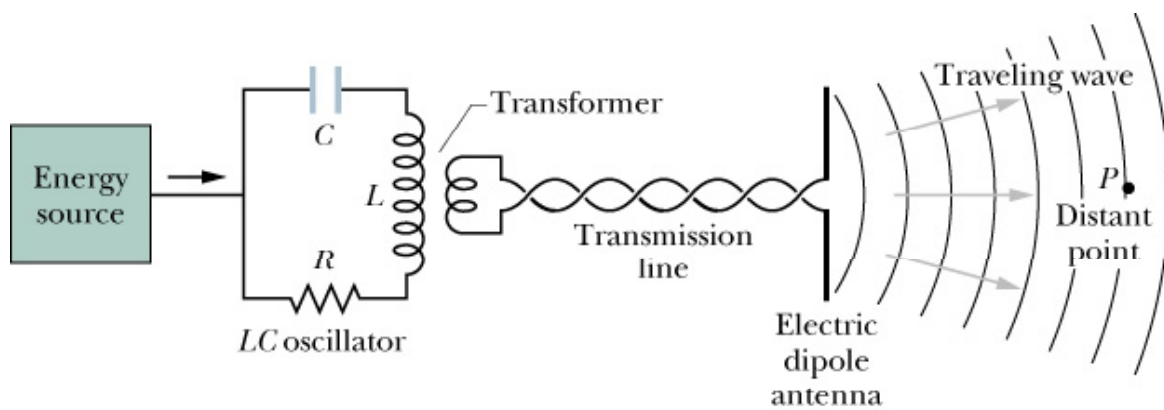 Energy
source
C
L
R
LC oscillator
Transformer
Transmission
line
Electric
dipole
antenna
Traveling wave
P
Distant
point